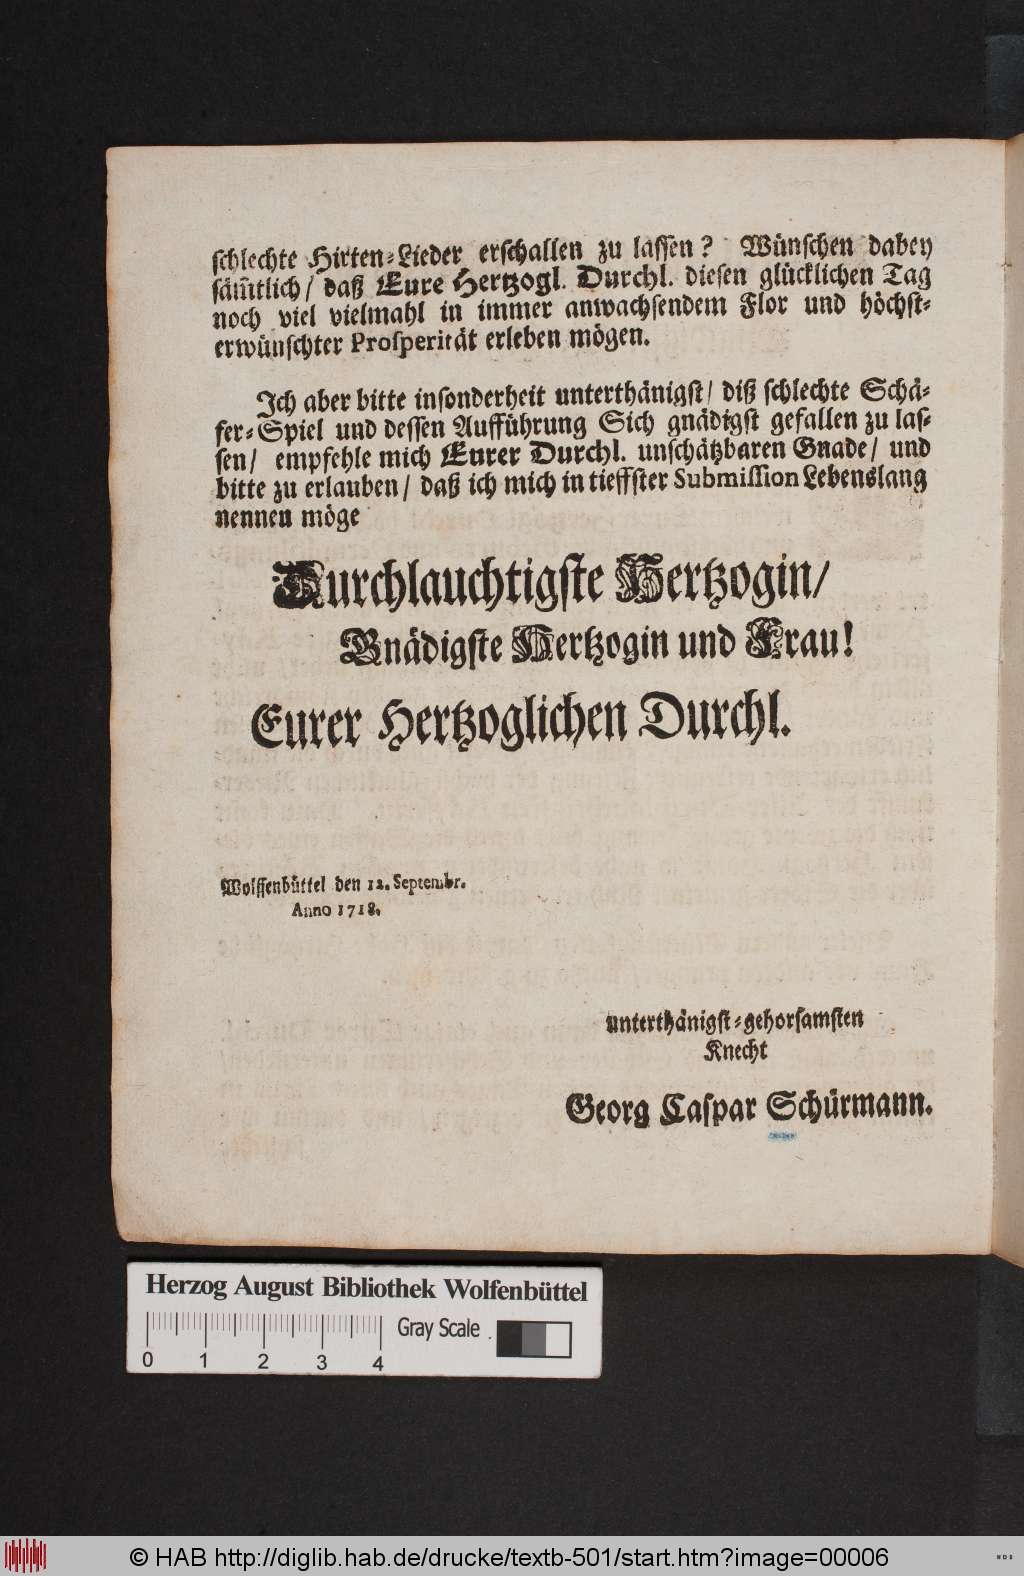 schlechte Hirten-Lieder erschallen zu lassen? Wünschen dabey
säm̃tlich/ daß Eure Hertzogl. Durchl. diesen glücklichen Tag
noch viel vielmahl in immer anwachsendem Flor und höchst-
erwünschter Prosperität erleben mögen.
Ich aber bitte insonderheit unterthänigst/ diß schlechte Schä-
fer-Spiel und dessen Aufführung Sich gnädigst gefallen zu las-
sen/ empfehle mich Eurer Durchl. unschätzbaren Gnade/ und
bitte zu erlauben/ daß ich mich in tieffster Submission Lebenslang
nennen möge
Durchlauchtigste Hertzogin/
Gnädigste Hertzogin und Frau!
Eurer Hertzoglichen Durchl.
Wolffenbüttel den 12. Septembr.
Anno 1718.
unterthänigst-gehorsamsten
Knecht
Georg Caspar Schürmann.
Herzog August Bibliothek Wolfenbüttel
Gray Scale
0 1 2 3 4
© HAB http://diglib.hab.de/drucke/textb-501/start.htm?image=00006